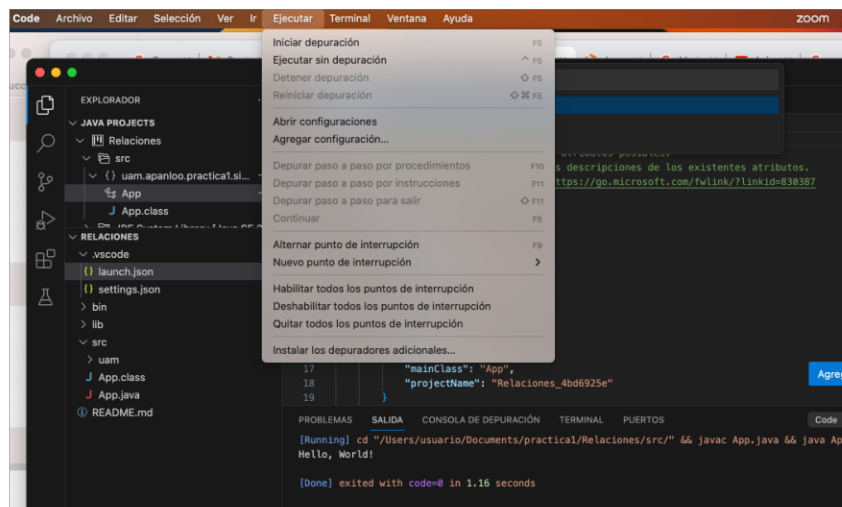 Code Archivo Editar Selección Ver Ir Ejecutar Terminal Ventana Ayuda zoom
Iniciar depuración F5
Ejecutar sin depuración ^ F5
Detener depuración ⇧ F5
Reiniciar depuración ⇧ ⌘ F5
Abrir configuraciones
Agregar configuración...
Depurar paso a paso por procedimientos F10
Depurar paso a paso por instrucciones F11
Depurar paso a paso para salir ⇧ F11
Continuar F5
Alternar punto de interrupción F9
Nuevo punto de interrupción >
Habilitar todos los puntos de interrupción
Deshabilitar todos los puntos de interrupción
Quitar todos los puntos de interrupción
Instalar los depuradores adicionales...
EXPLORADOR
JAVA PROJECTS
Relaciones
src
{} uam.apanloo.practica1.si...
App
J App.class
RELACIONES
.vscode
{} launch.json
{} settings.json
> bin
> lib
src
> uam
J App.class
J App.java
README.md
atributos posibles.
s descripciones de los existentes atributos.
ttps://go.microsoft.com/fwlink/?linkid=830387
17 "mainClass": "App",
18 "projectName": "Relaciones_4bd6925e"
19 }
Agre
PROBLEMAS SALIDA CONSOLA DE DEPURACIÓN TERMINAL PUERTOS Code
[Running] cd "/Users/usuario/Documents/practica1/Relaciones/src/" && javac App.java && java Ap
Hello, World!
[Done] exited with code=0 in 1.16 seconds